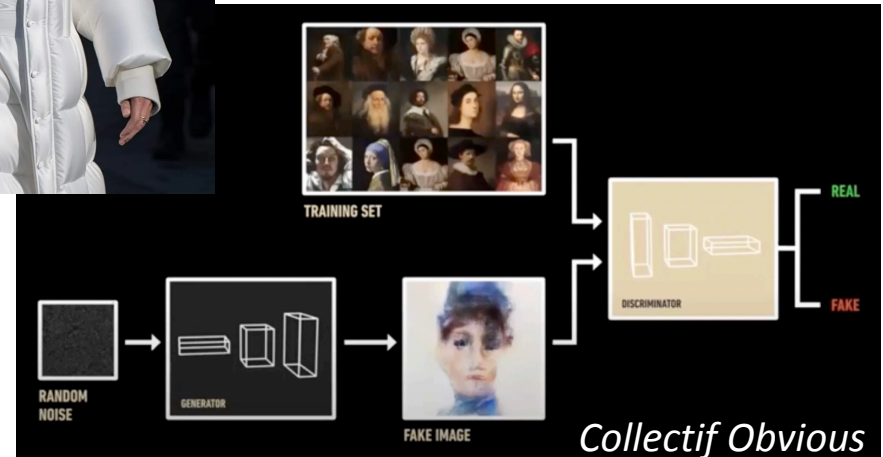 TRAINING SET
REAL
DISCRIMINATOR
FAKE
RANDOM
NOISE
GENERATOR
FAKE IMAGE
Collectif Obvious